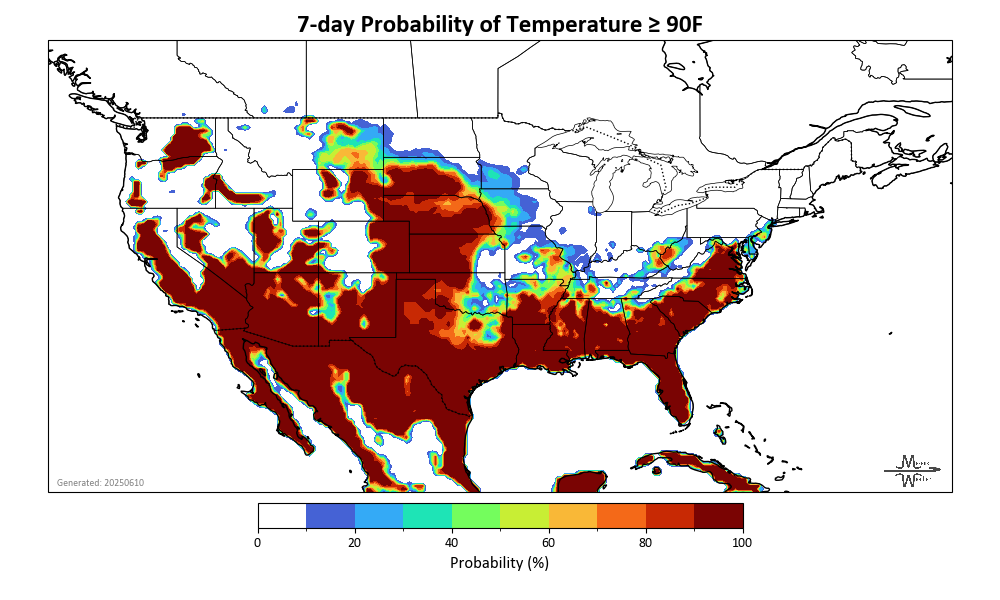 7-day Probability of Temperature ≥ 90F
Generated: 20250610
0 20 40 60 80 100
Probability (%)